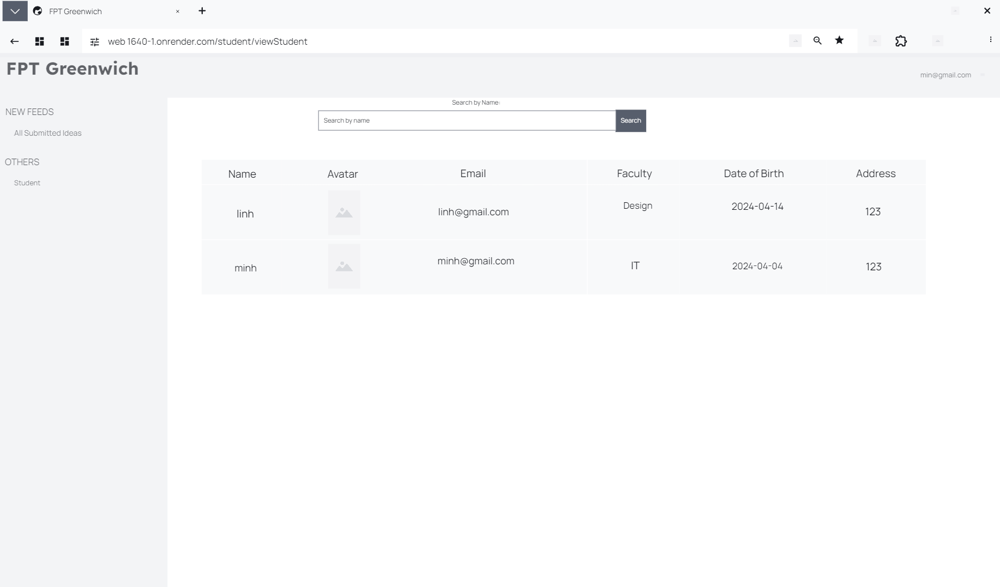 FPT Greenwich
web 1640-1.onrender.com/student/viewStudent
FPT Greenwich
min@gmail.com
NEW FEEDS
All Submitted Ideas
OTHERS
Student
Search by Name:
Search by name
Search
Name Avatar Email Faculty Date of Birth Address
linh linh@gmail.com Design 2024-04-14 123
minh minh@gmail.com IT 2024-04-04 123